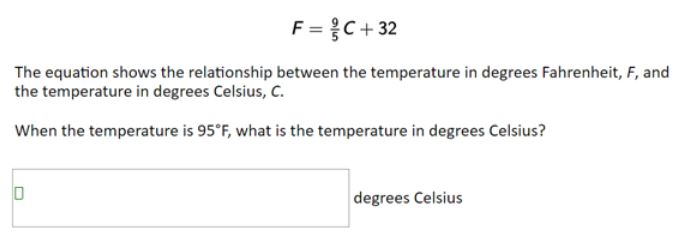 F = 9/5 C + 32
The equation shows the relationship between the temperature in degrees Fahrenheit, F, and
the temperature in degrees Celsius, C.
When the temperature is 95°F, what is the temperature in degrees Celsius?
degrees Celsius